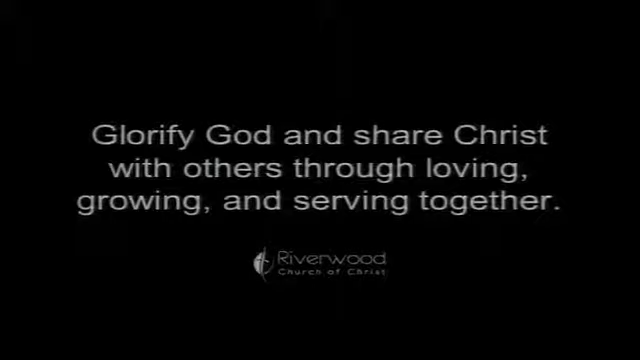 Glorify God and share Christ
with others through loving,
growing, and serving together.
Riverwood
Church of Christ